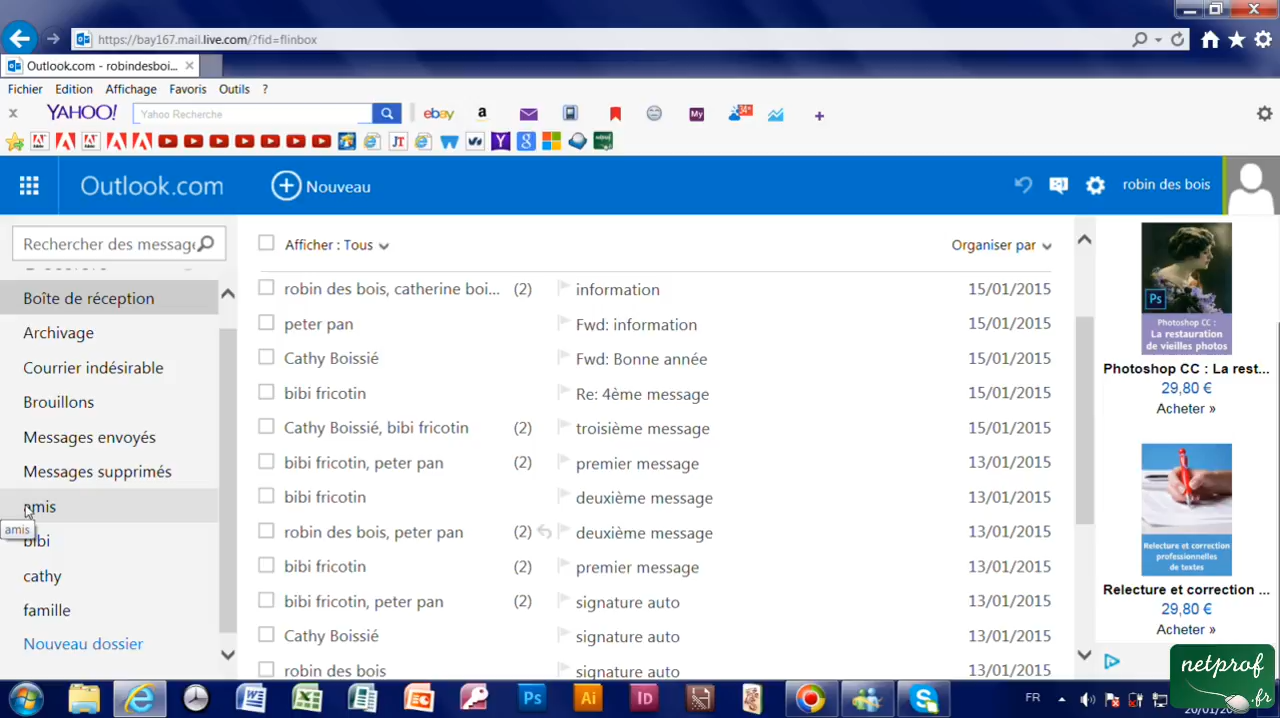 https://bay167.mail.live.com/?fid=flinbox
Outlook.com - robindesboi...
Fichier Edition Affichage Favoris Outils ?
YAHOO! Yahoo Recherche ebay a My 34+
JT
Outlook.com Nouveau robin des bois
Rechercher des message
Afficher : Tous Organiser par
Boîte de réception
Archivage
Courrier indésirable
Brouillons
Messages envoyés
Messages supprimés
amis
amis
bibi
cathy
famille
Nouveau dossier
robin des bois, catherine boi... (2) information 15/01/2015
peter pan Fwd: information 15/01/2015
Cathy Boissié Fwd: Bonne année 15/01/2015
bibi fricotin Re: 4ème message 15/01/2015
Cathy Boissié, bibi fricotin (2) troisième message 15/01/2015
bibi fricotin, peter pan (2) premier message 13/01/2015
bibi fricotin deuxième message 13/01/2015
robin des bois, peter pan (2) deuxième message 13/01/2015
bibi fricotin premier message 13/01/2015
bibi fricotin, peter pan (2) signature auto 13/01/2015
Cathy Boissié signature auto 13/01/2015
robin des bois signature auto 13/01/2015
Ps
Photoshop CC :
La restauration
de vieilles photos
Photoshop CC : La rest...
29,80 €
Acheter »
Relecture et correction
professionnelles
de textes
Relecture et correction ...
29,80 €
Acheter »
netprof
.fr
Ps Ai Id FR